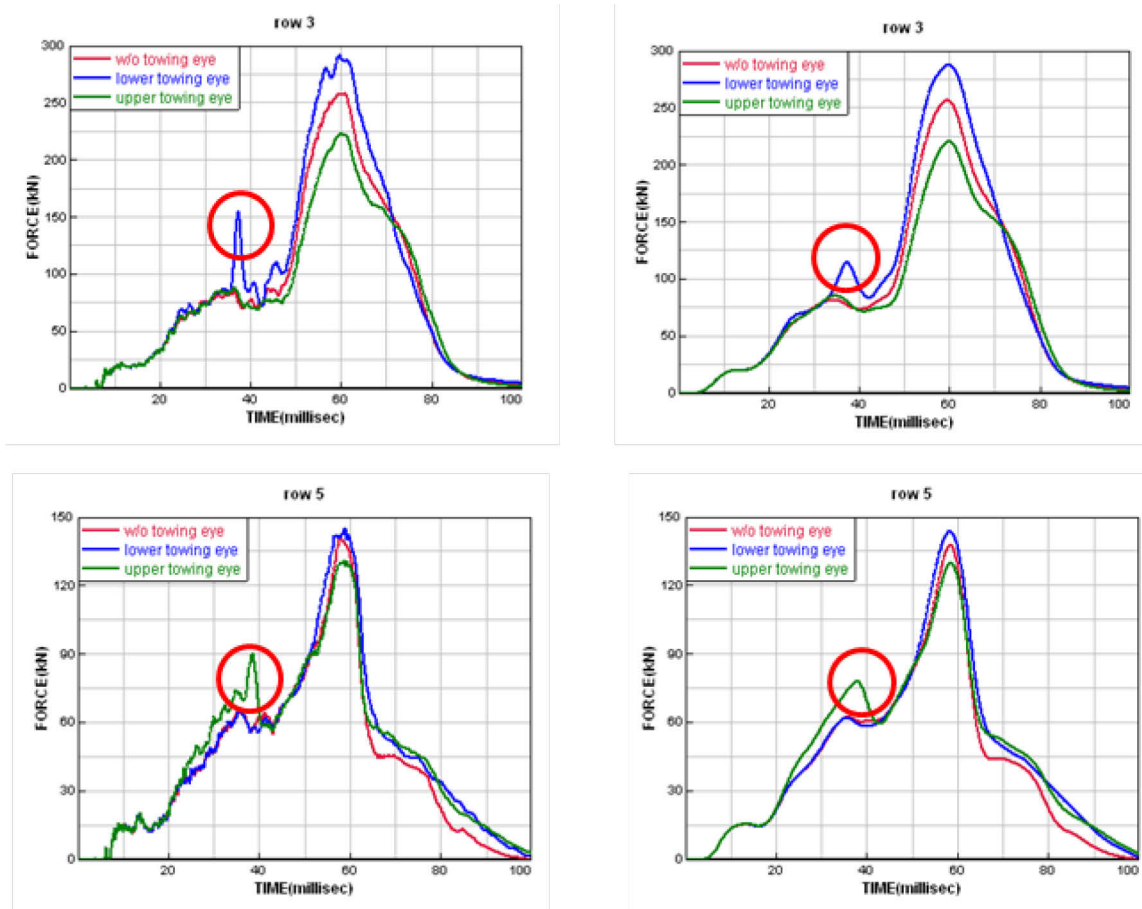 row 3
300
250
200
150
100
50
0
w/o towing eye
lower towing eye
upper towing eye
FORCE(kN)
20 40 60 80 100
TIME(millisec)
row 3
300
250
200
150
100
50
0
w/o towing eye
lower towing eye
upper towing eye
FORCE(kN)
20 40 60 80 100
TIME(millisec)
row 5
150
120
90
60
30
0
w/o towing eye
lower towing eye
upper towing eye
FORCE(kN)
20 40 60 80 100
TIME(millisec)
row 5
150
120
90
60
30
0
w/o towing eye
lower towing eye
upper towing eye
FORCE(kN)
20 40 60 80 100
TIME(millisec)